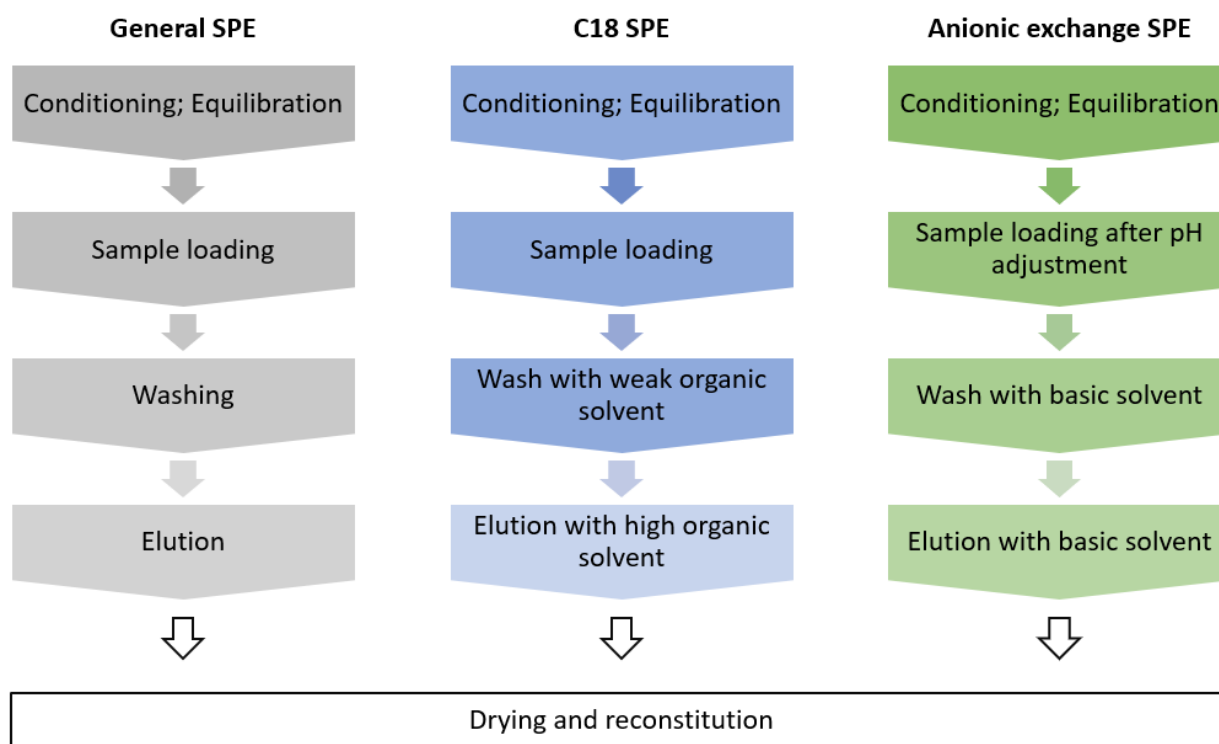 General SPE
Conditioning; Equilibration
Sample loading
Washing
Elution
C18 SPE
Conditioning; Equilibration
Sample loading
Wash with weak organic
solvent
Elution with high organic
solvent
Anionic exchange SPE
Conditioning; Equilibration
Sample loading after pH
adjustment
Wash with basic solvent
Elution with basic solvent
Drying and reconstitution